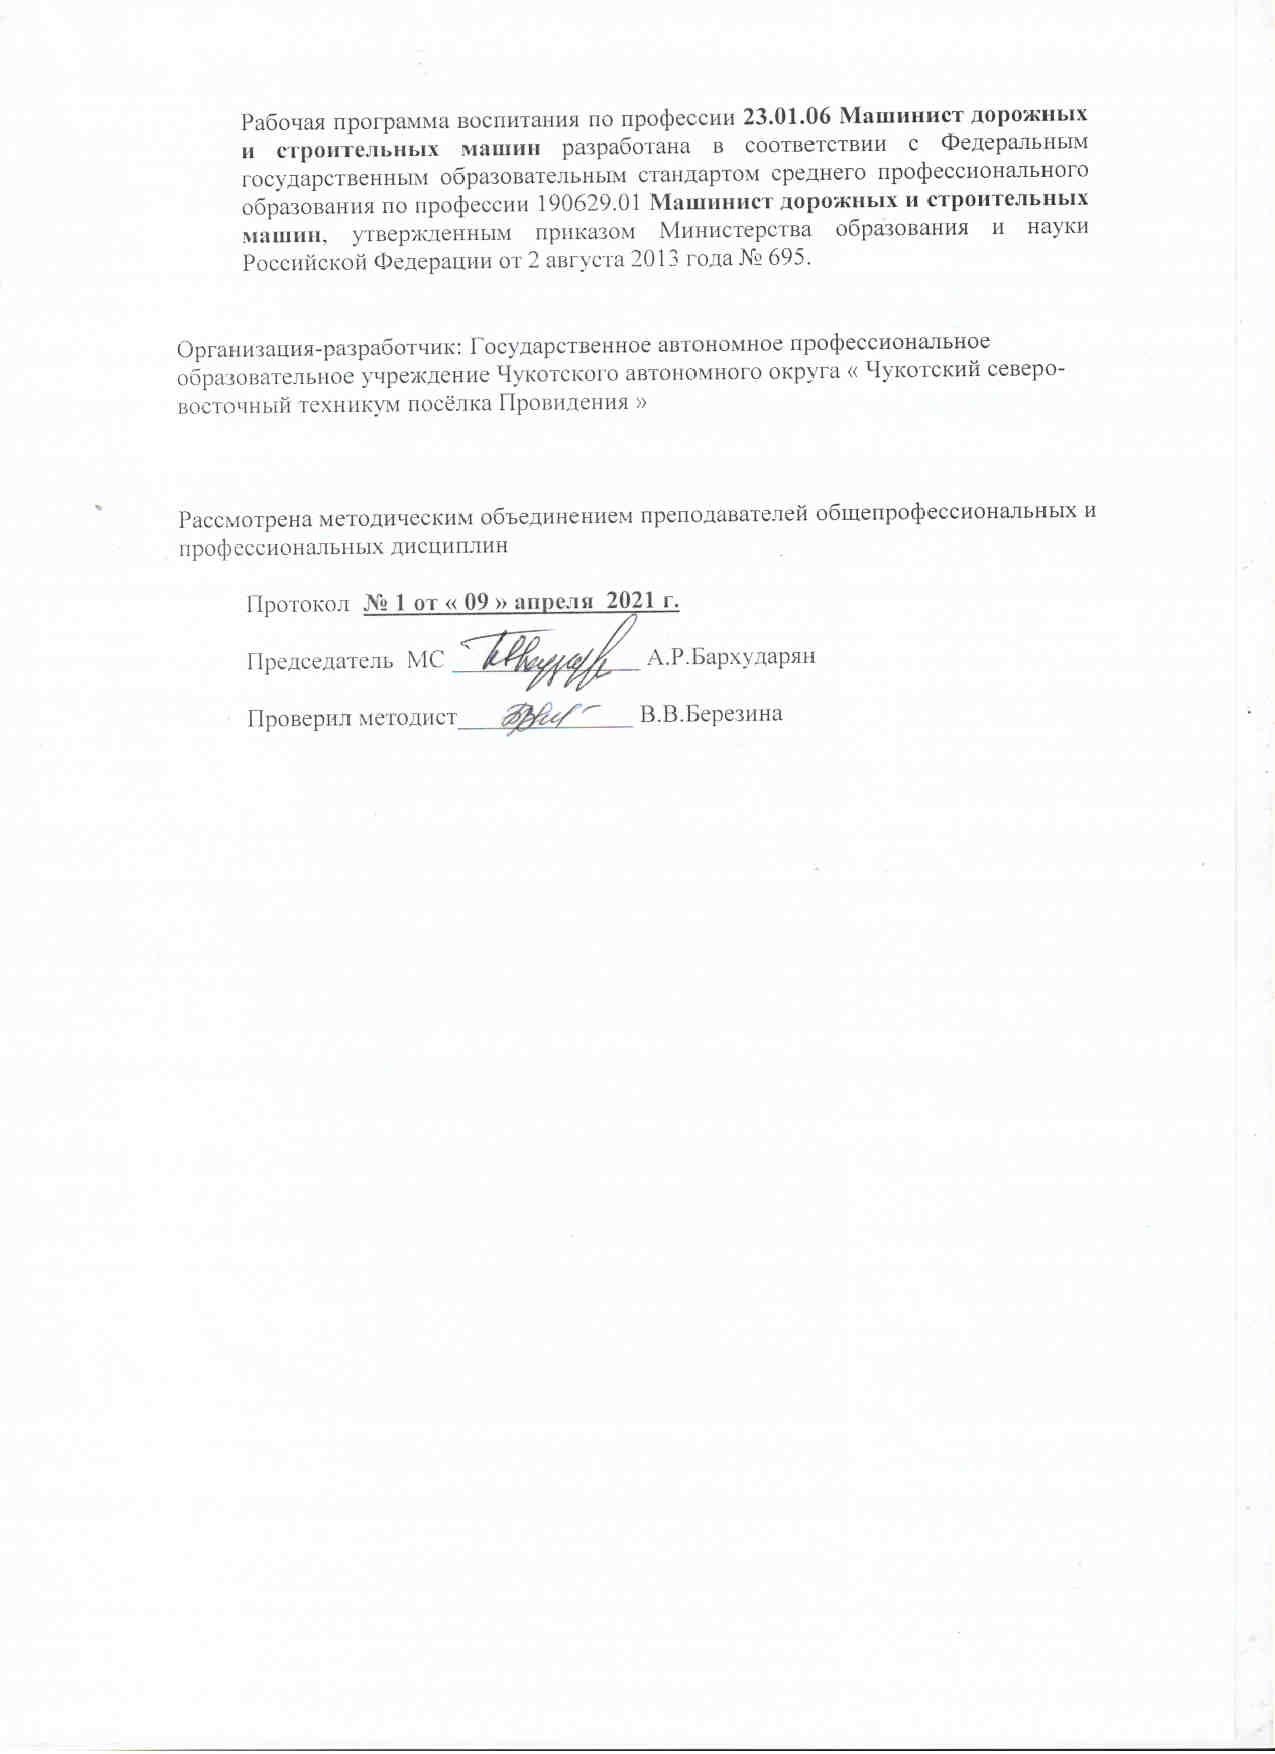 Рабочая программа воспитания по профессии 23.01.06 Машинист дорожных
и строительных машин разработана в соответствии с Федеральным
государственным образовательным стандартом среднего профессионального
образования по профессии 190629.01 Машинист дорожных и строительных
машин, утвержденным приказом Министерства образования и науки
Российской Федерации от 2 августа 2013 года № 695.
Организация-разработчик: Государственное автономное профессиональное
образовательное учреждение Чукотского автономного округа « Чукотский северо-
восточный техникум посёлка Провидения »
Рассмотрена методическим объединением преподавателей общепрофессиональных и
профессиональных дисциплин
Протокол № 1 от « 09 » апреля 2021 г.
Председатель МС А.Р.Бархударян
Проверил методист В.В.Березина